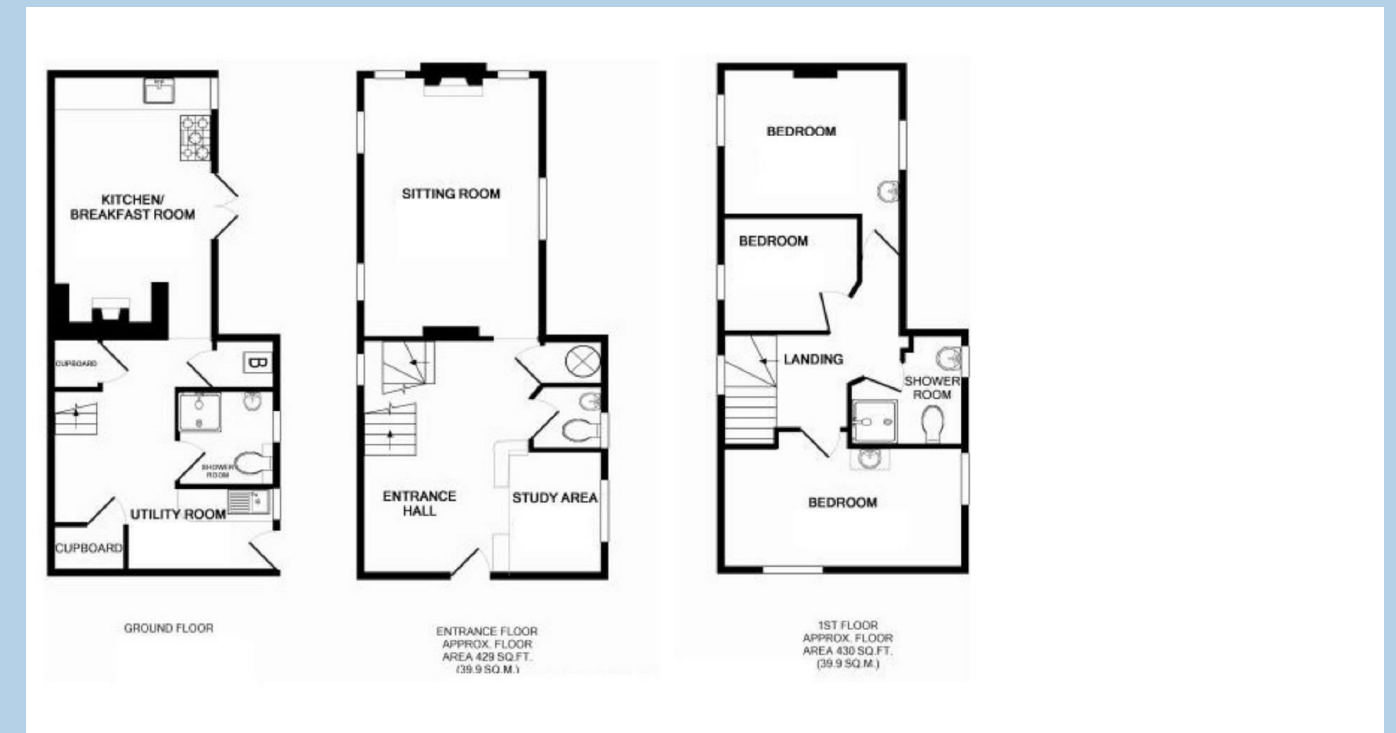 KITCHEN/
BREAKFAST ROOM
CUPBOARD
B
SHOWER
ROOM
UTILITY ROOM
CUPBOARD
GROUND FLOOR
SITTING ROOM
ENTRANCE
HALL
STUDY AREA
ENTRANCE FLOOR
APPROX. FLOOR
AREA 429 SQ.FT.
(39.9 SQ.M.)
BEDROOM
BEDROOM
LANDING
SHOWER
ROOM
BEDROOM
1ST FLOOR
APPROX. FLOOR
AREA 430 SQ.FT.
(39.9 SQ.M.)